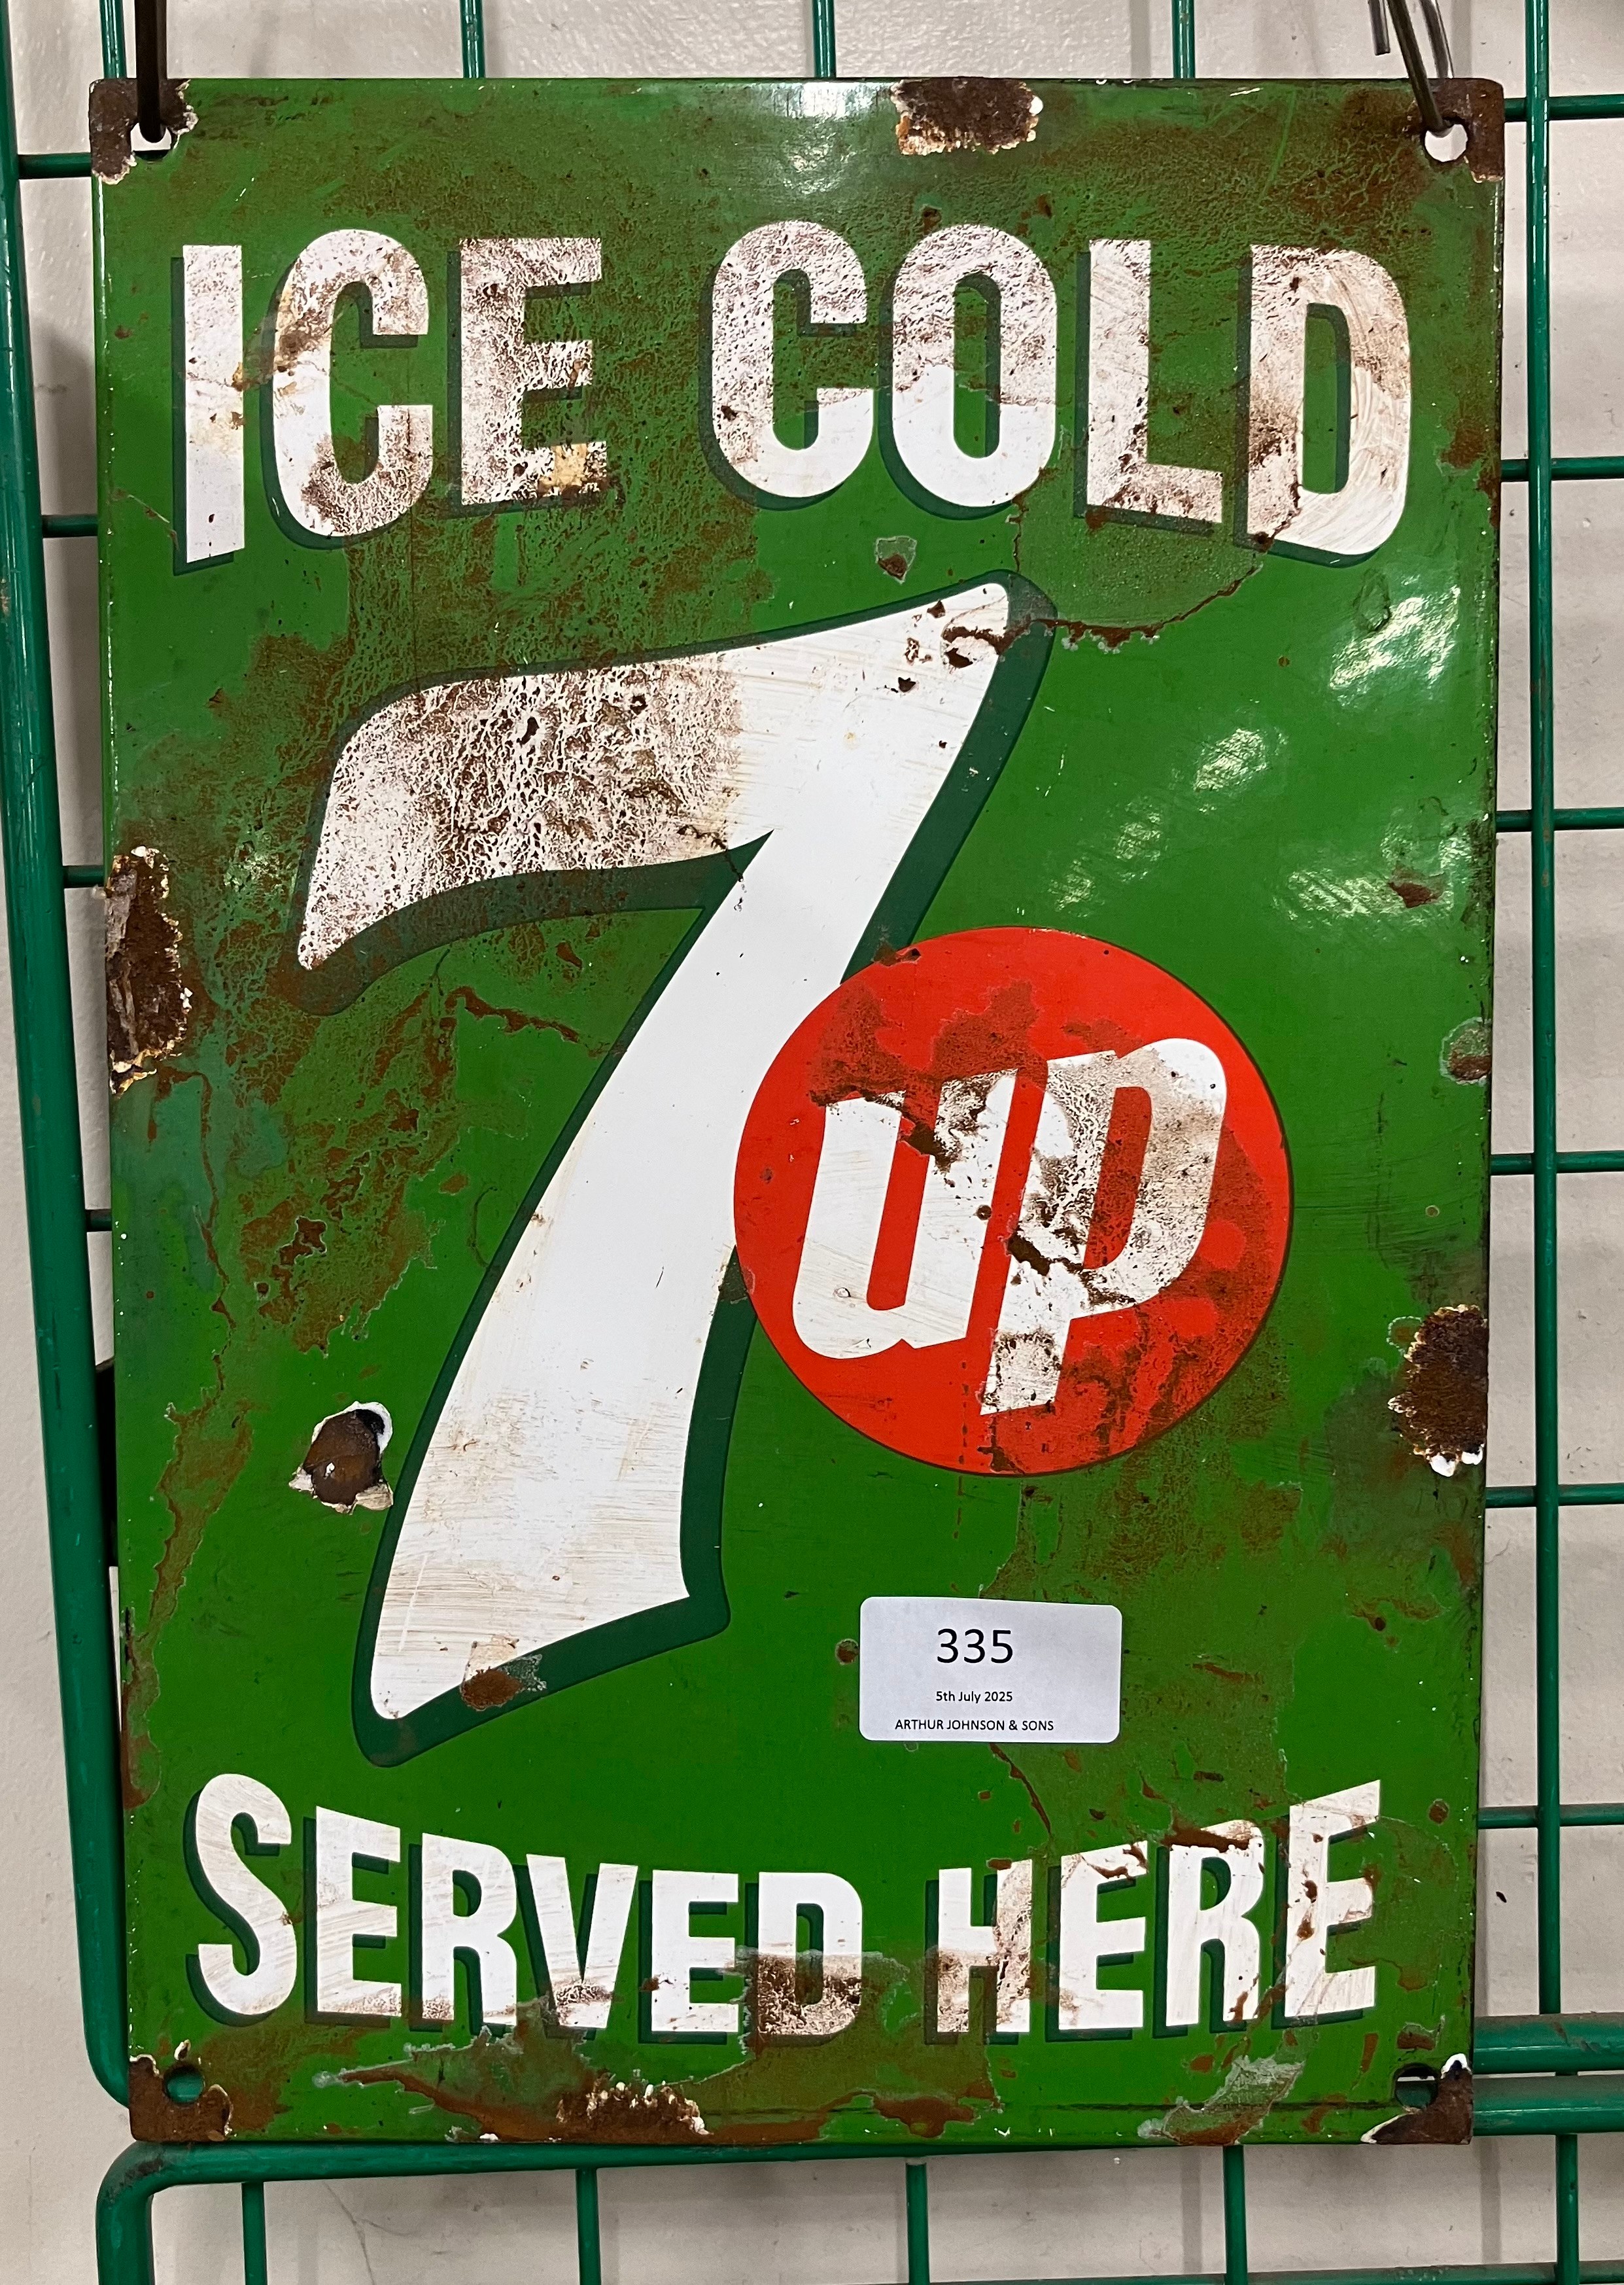 ICE COLD
7up
335
5th July 2025
ARTHUR JOHNSON & SONS
SERVED HERE